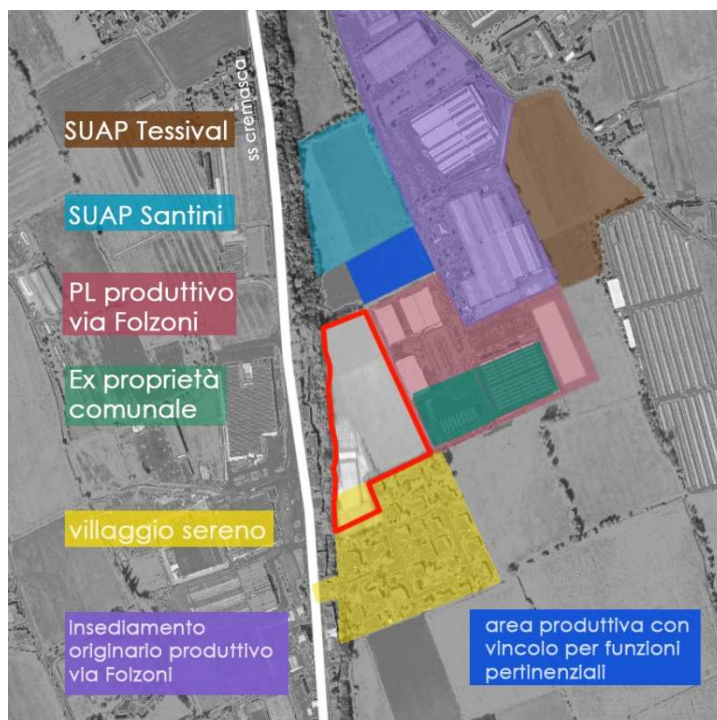 ss cremasca
SUAP Tessival
SUAP Santini
PL produttivo
via Folzoni
Ex proprietà
comunale
villaggio sereno
insediamento
originario produttivo
via Folzoni
area produttiva con
vincolo per funzioni
pertinenziali